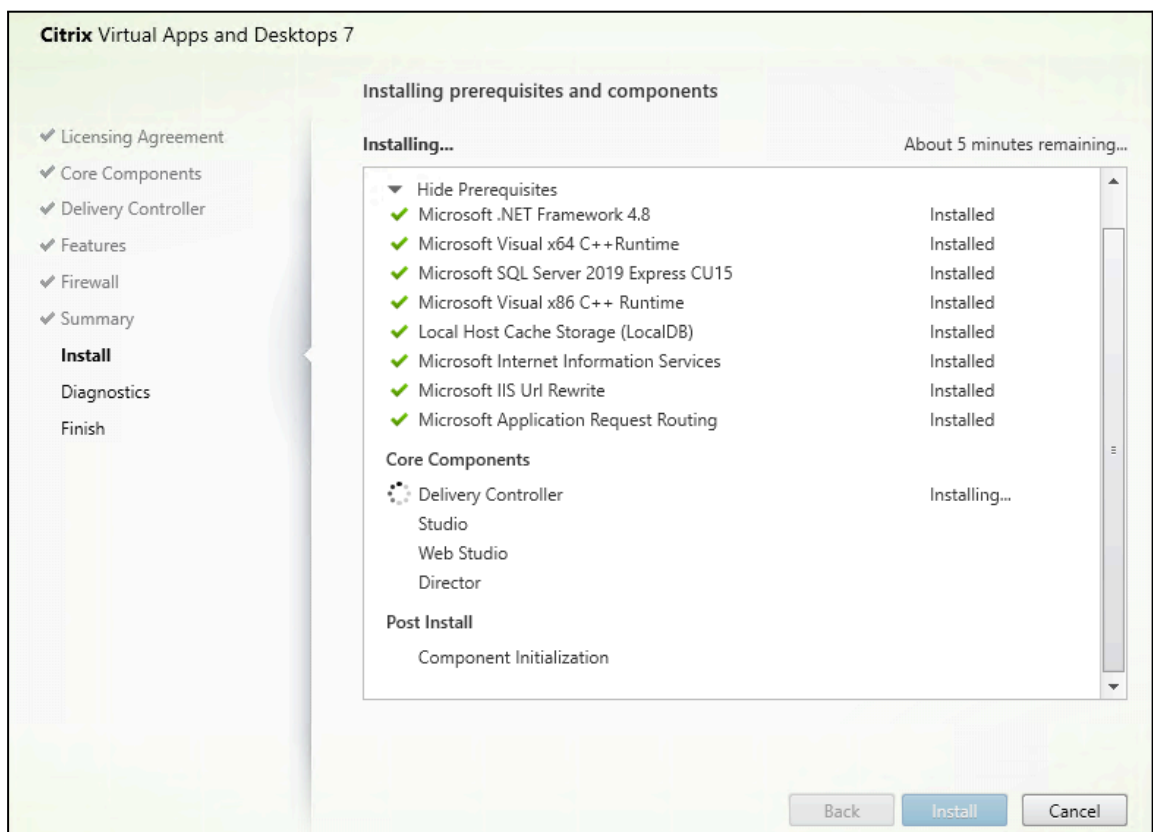 Citrix Virtual Apps and Desktops 7
Installing prerequisites and components
Licensing Agreement
Core Components
Delivery Controller
Features
Firewall
Summary
Install
Diagnostics
Finish
Installing... About 5 minutes remaining...
Hide Prerequisites
Microsoft .NET Framework 4.8 Installed
Microsoft Visual x64 C++Runtime Installed
Microsoft SQL Server 2019 Express CU15 Installed
Microsoft Visual x86 C++ Runtime Installed
Local Host Cache Storage (LocalDB) Installed
Microsoft Internet Information Services Installed
Microsoft IIS Url Rewrite Installed
Microsoft Application Request Routing Installed
Core Components
Delivery Controller Installing...
Studio
Web Studio
Director
Post Install
Component Initialization
Back Install Cancel